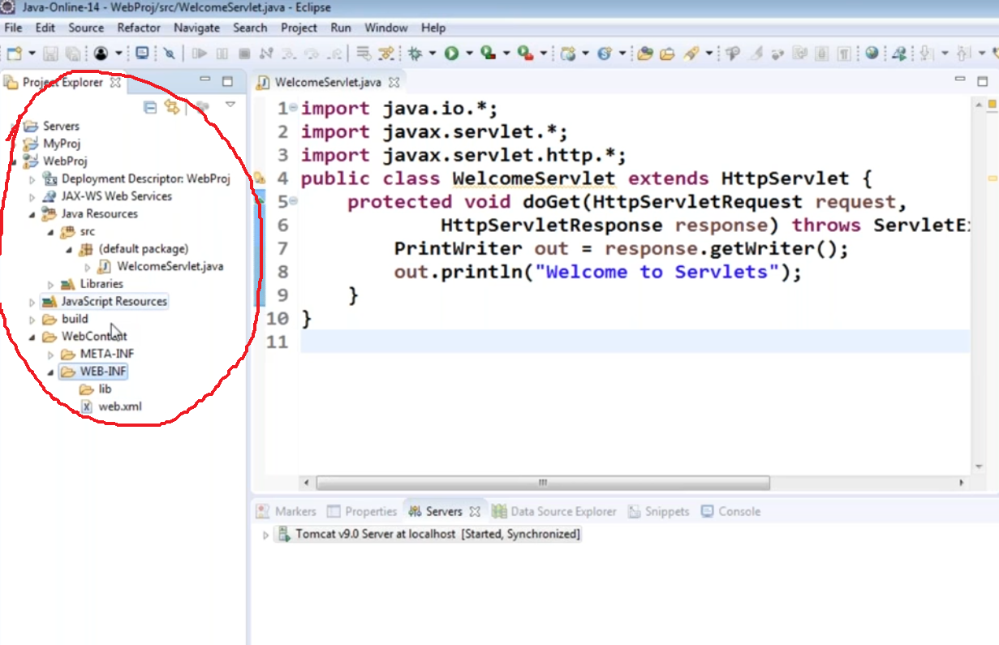 Java-Online-14 - WebProj/src/WelcomeServlet.java - Eclipse
File Edit Source Refactor Navigate Search Project Run Window Help
Project Explorer
Servers
MyProj
WebProj
Deployment Descriptor: WebProj
JAX-WS Web Services
Java Resources
src
(default package)
WelcomeServlet.java
Libraries
JavaScript Resources
build
WebContent
META-INF
WEB-INF
lib
web.xml
WelcomeServlet.java
1 import java.io.*;
2 import javax.servlet.*;
3 import javax.servlet.http.*;
4 public class WelcomeServlet extends HttpServlet {
5 protected void doGet(HttpServletRequest request,
6 HttpServletResponse response) throws ServletEx
7 PrintWriter out = response.getWriter();
8 out.println("Welcome to Servlets");
9 }
10 }
11
Markers Properties Servers Data Source Explorer Snippets Console
Tomcat v9.0 Server at localhost [Started, Synchronized]